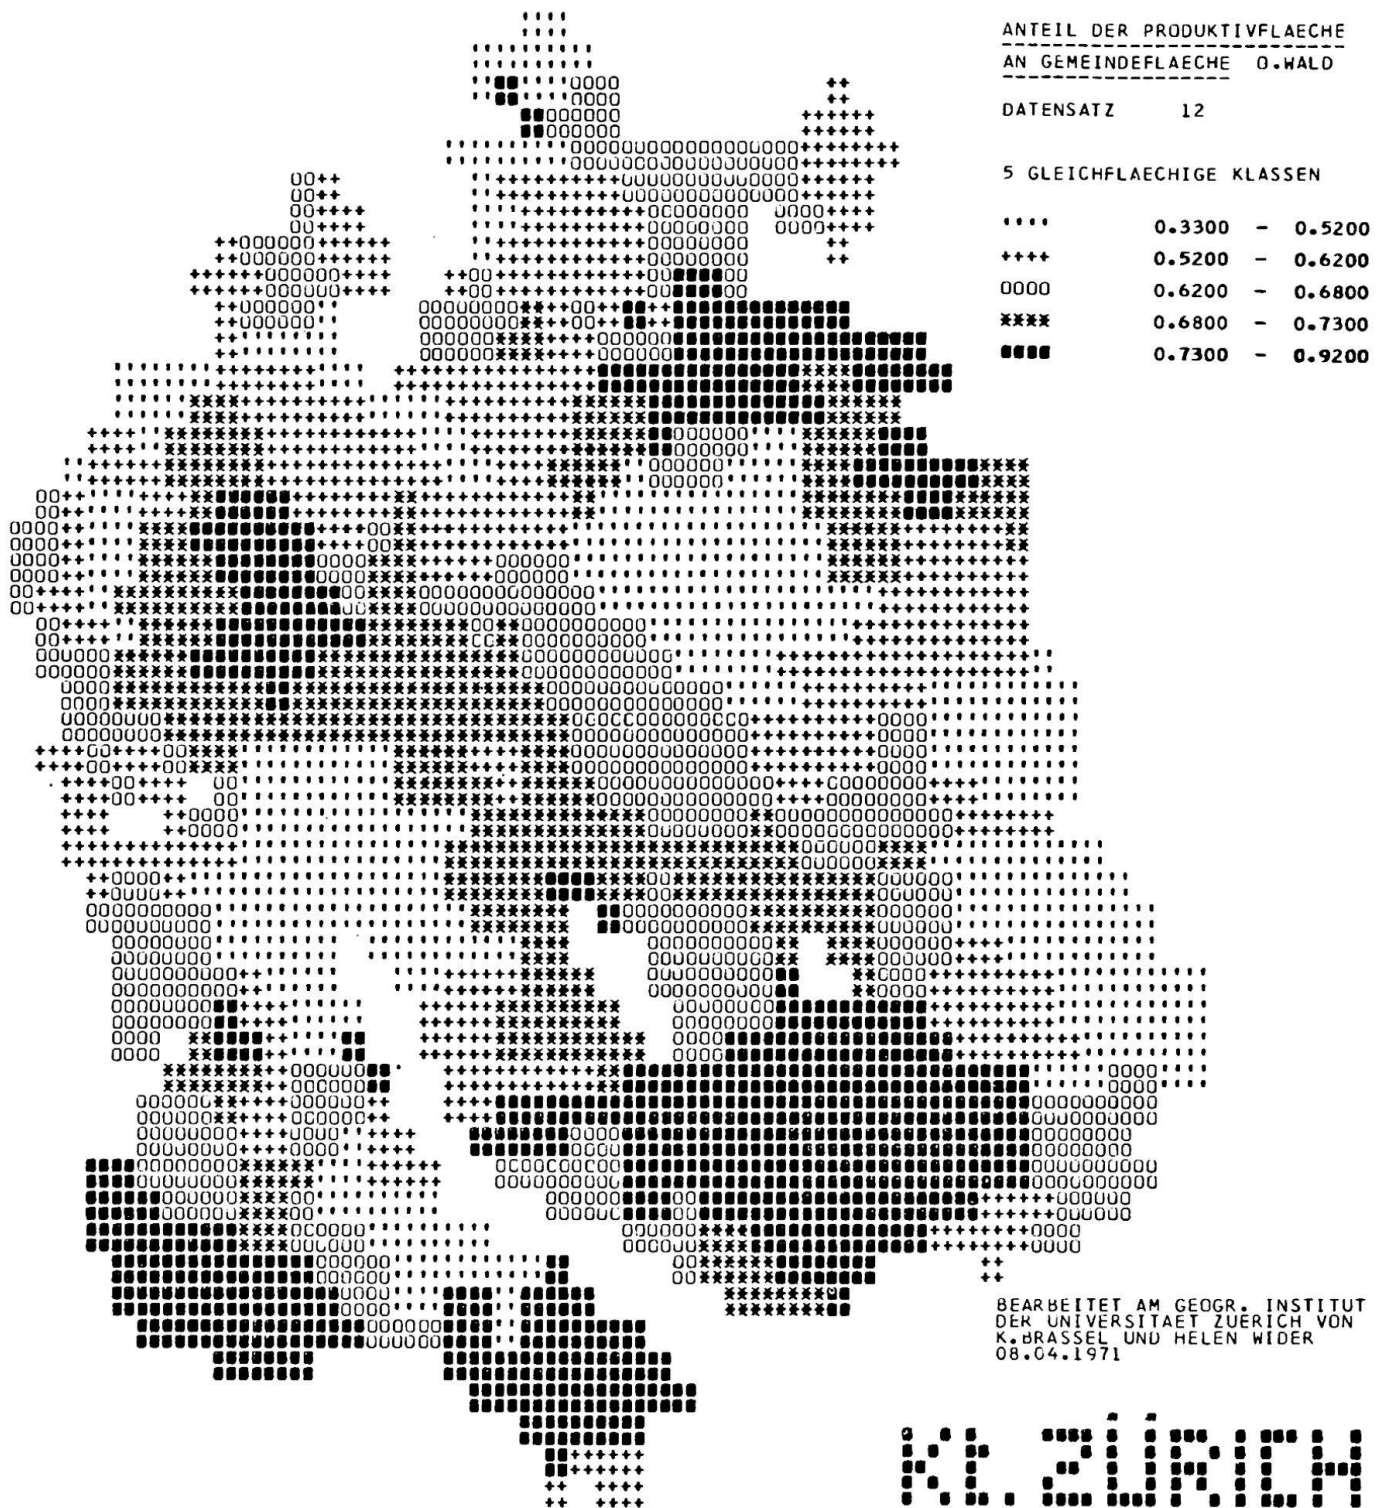 ANTEIL DER PRODUKTIVFLAECHE
AN GEMEINDEFLAECHE O.WALD
DATENSATZ 12
5 GLEICHFLAECHIGE KLASSEN
'''' 0.3300 - 0.5200
++++ 0.5200 - 0.6200
0000 0.6200 - 0.6800
**** 0.6800 - 0.7300
■■■■ 0.7300 - 0.9200
BEARBEITET AM GEOGR. INSTITUT
DER UNIVERSITAET ZUERICH VON
K.BRASSEL UND HELEN WIDER
08.04.1971
Kt. ZÜRICH